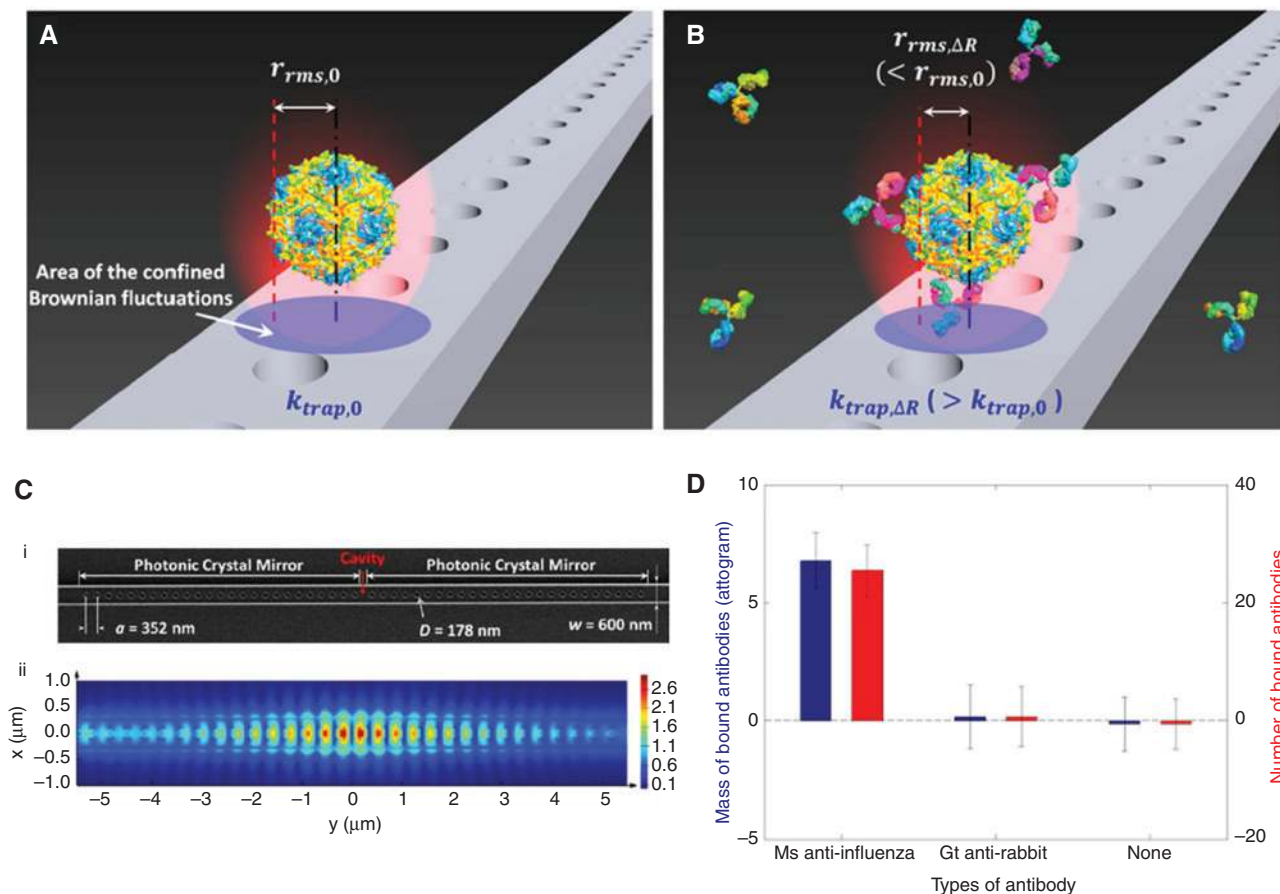 A
r_rms,0
Area of the confined
Brownian fluctuations
k_trap,0
B
r_rms,ΔR
(< r_rms,0)
k_trap,ΔR ( > k_trap,0 )
C
i
Photonic Crystal Mirror
Cavity
Photonic Crystal Mirror
a = 352 nm
D = 178 nm
w = 600 nm
ii
x (μm)
1.0
0.5
0.0
–0.5
–1.0
–5 –4 –3 –2 –1 0 1 2 3 4 5
y (μm)
2.6
2.1
1.6
1.1
0.6
0.1
D
Mass of bound antibodies (attogram)
10
5
0
–5
40
20
0
–20
Number of bound antibodies
Ms anti-influenza Gt anti-rabbit None
Types of antibody